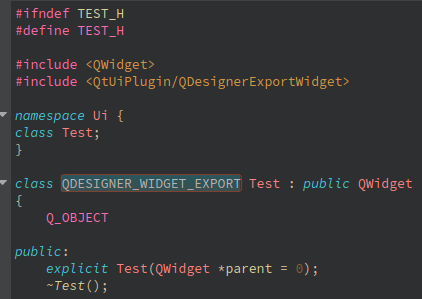 #ifndef TEST_H
#define TEST_H
#include <QWidget>
#include <QtUiPlugin/QDesignerExportWidget>
namespace Ui {
class Test;
}
class QDESIGNER_WIDGET_EXPORT Test : public QWidget
{
Q_OBJECT
public:
explicit Test(QWidget *parent = 0);
~Test();